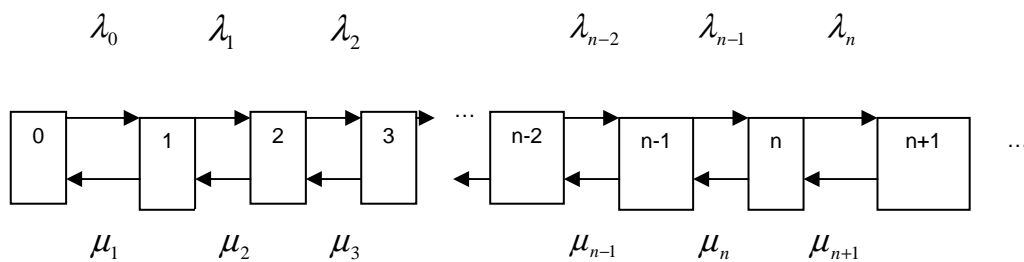 λ₀ λ₁ λ₂ λₙ₋₂ λₙ₋₁ λₙ
0 1 2 3 ... n-2 n-1 n n+1 ...
μ₁ μ₂ μ₃ μₙ₋₁ μₙ μₙ₊₁